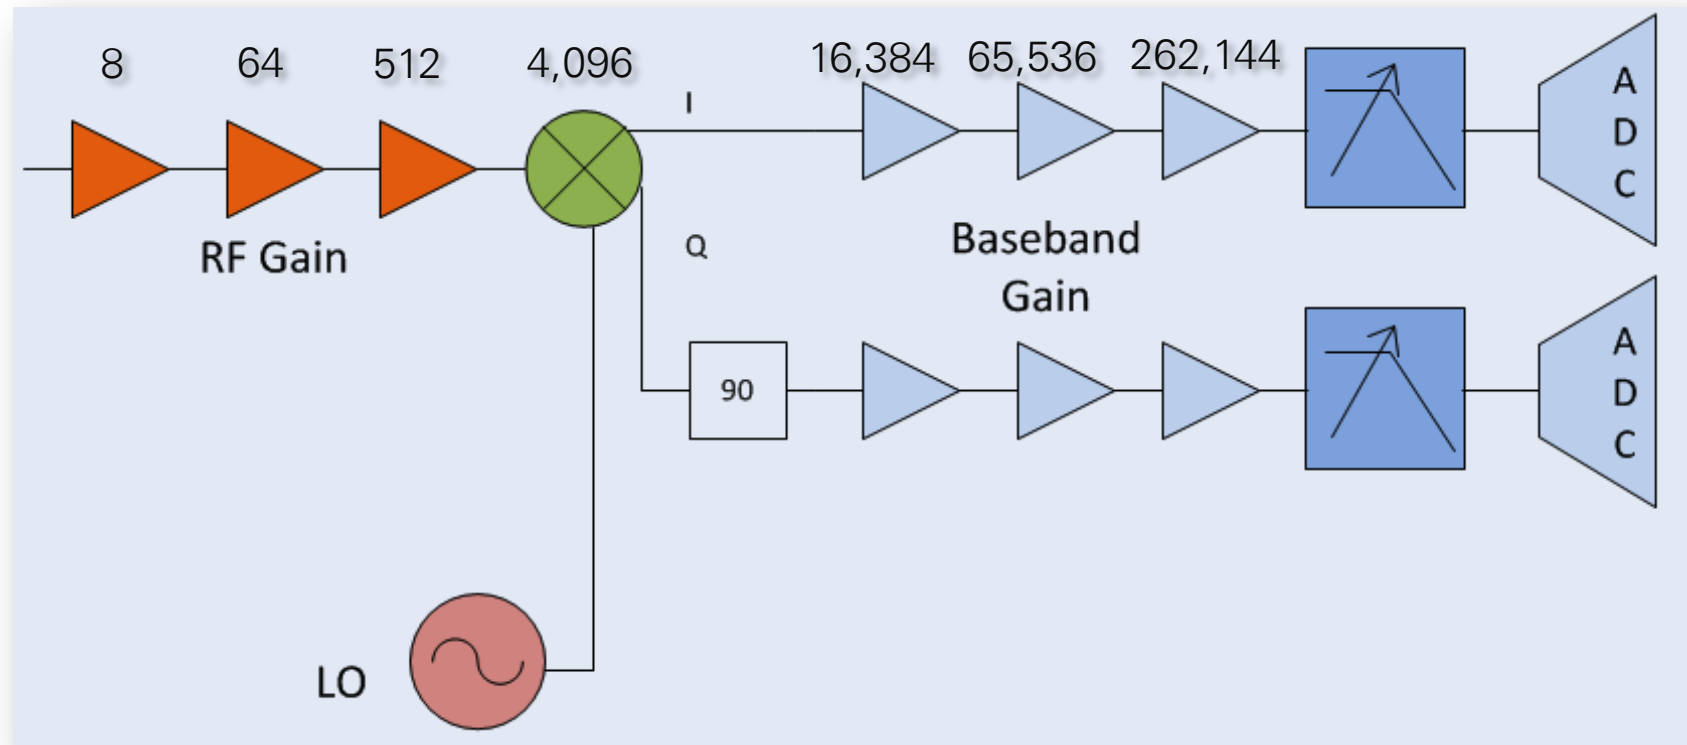 8 64 512 4,096 16,384 65,536 262,144
I
A
D
C
RF Gain
Q
Baseband
Gain
90
A
D
C
LO